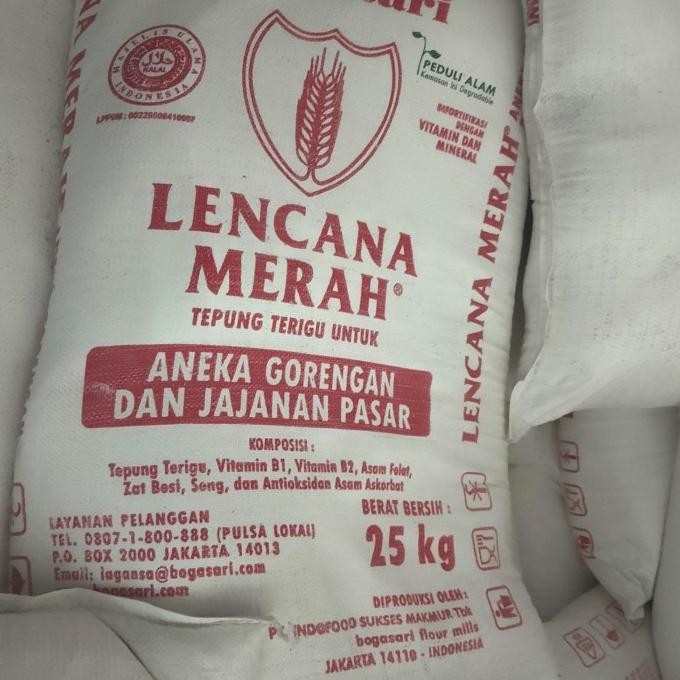 MAJELIS ULAMA
INDONESIA
حلال
HALAL
PEDULI ALAM
Kemasan Ini Degradable
DIFORTIFIKASI
DENGAN
VITAMIN DAN
MINERAL
LENCANA
MERAH®
TEPUNG TERIGU UNTUK
ANEKA GORENGAN
DAN JAJANAN PASAR
KOMPOSISI :
Tepung Terigu, Vitamin B1, Vitamin B2, Asam Folat,
Zat Besi, Seng, dan Antioksidan Asam Askorbat
LAYANAN PELANGGAN
TEL. 0807-1-800-888 (PULSA LOKAL)
P.O. BOX 2000 JAKARTA 14013
Email: lagansa@bogasari.com
bogasari.com
BERAT BERSIH :
25 kg
DIPRODUKSI OLEH:
INDOFOOD SUKSES MAKMUR Tbk
bogasari flour mills
JAKARTA 14110 - INDONESIA
LENCANA MERAH®